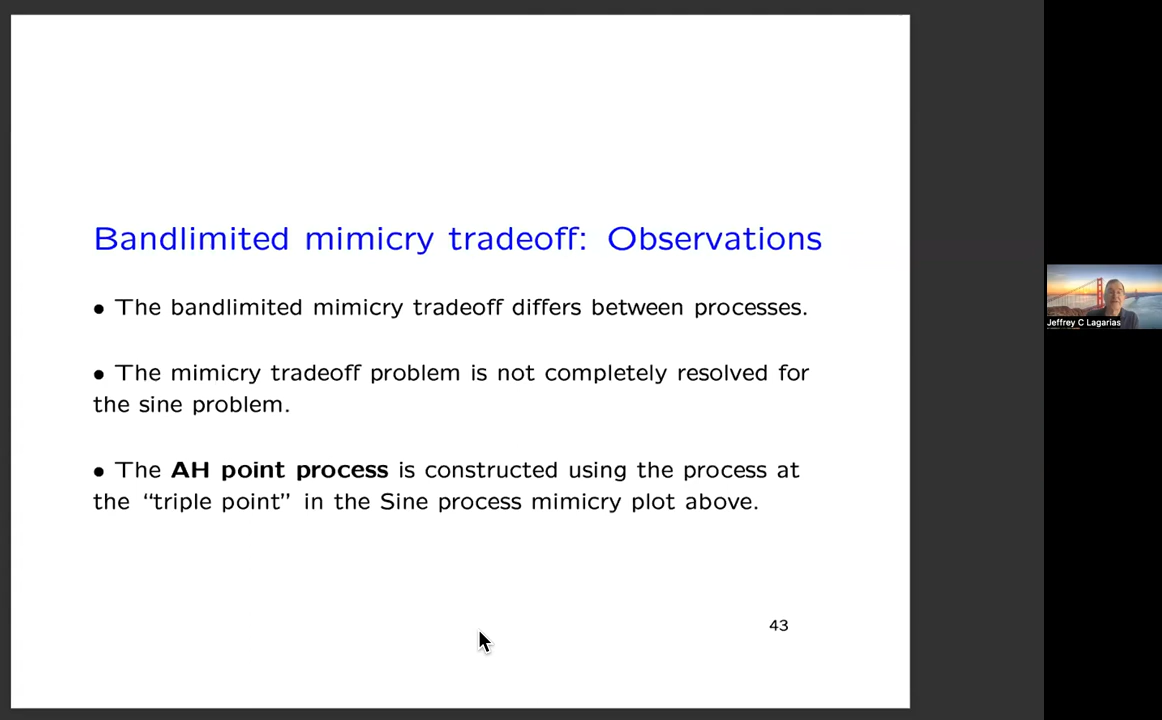 Bandlimited mimicry tradeoff: Observations
• The bandlimited mimicry tradeoff differs between processes.
• The mimicry tradeoff problem is not completely resolved for
the sine problem.
• The AH point process is constructed using the process at
the “triple point” in the Sine process mimicry plot above.
43
Jeffrey C Lagarias